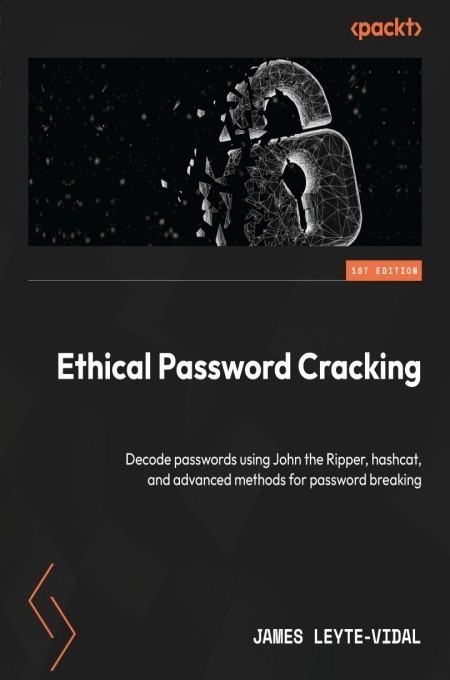 <packt>
1ST EDITION
Ethical Password Cracking
Decode passwords using John the Ripper, hashcat,
and advanced methods for password breaking
JAMES LEYTE-VIDAL